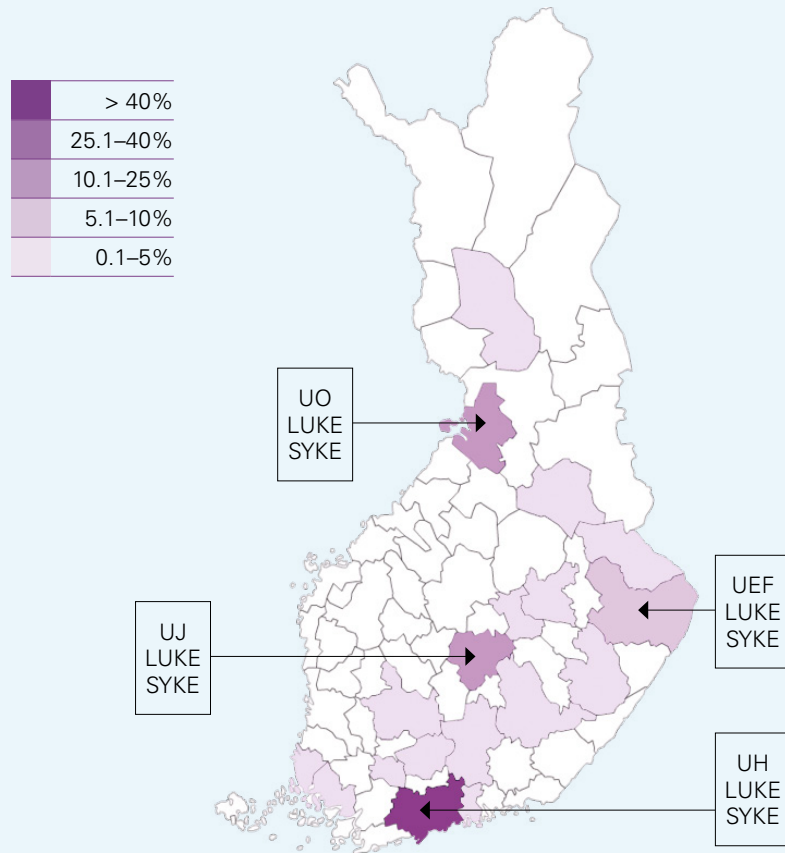 > 40%
25.1–40%
10.1–25%
5.1–10%
0.1–5%
UO
LUKE
SYKE
UEF
LUKE
SYKE
UJ
LUKE
SYKE
UH
LUKE
SYKE